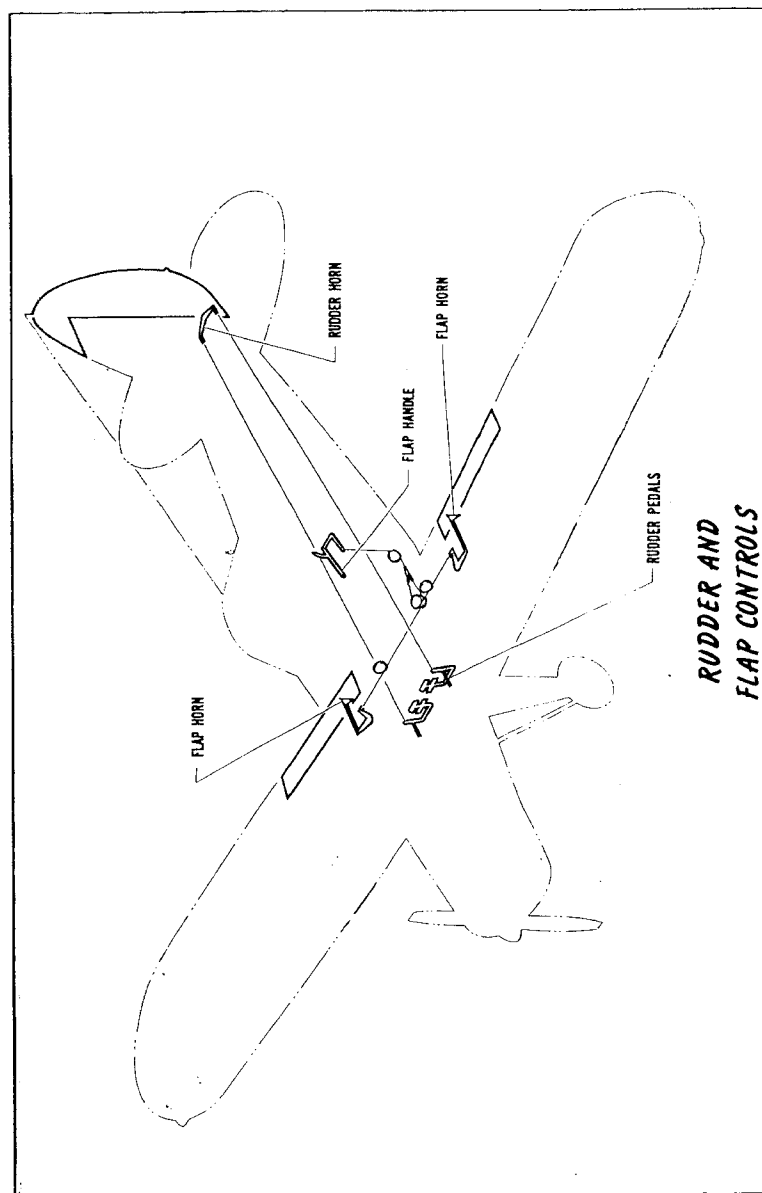 RUDDER HORN
FLAP HORN
FLAP HANDLE
FLAP HORN
RUDDER PEDALS
RUDDER AND
FLAP CONTROLS